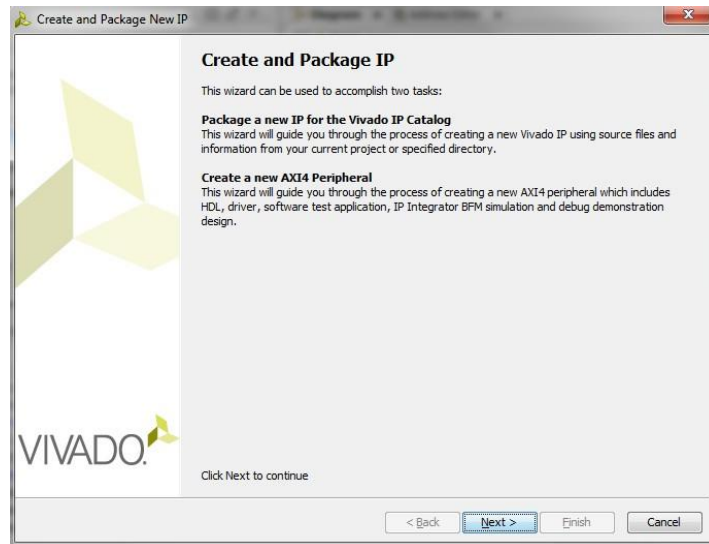 Create and Package New IP
Create and Package IP
This wizard can be used to accomplish two tasks:
Package a new IP for the Vivado IP Catalog
This wizard will guide you through the process of creating a new Vivado IP using source files and
information from your current project or specified directory.
Create a new AXI4 Peripheral
This wizard will guide you through the process of creating a new AXI4 peripheral which includes
HDL, driver, software test application, IP Integrator BFM simulation and debug demonstration
design.
VIVADO.
Click Next to continue
< Back Next > Finish Cancel